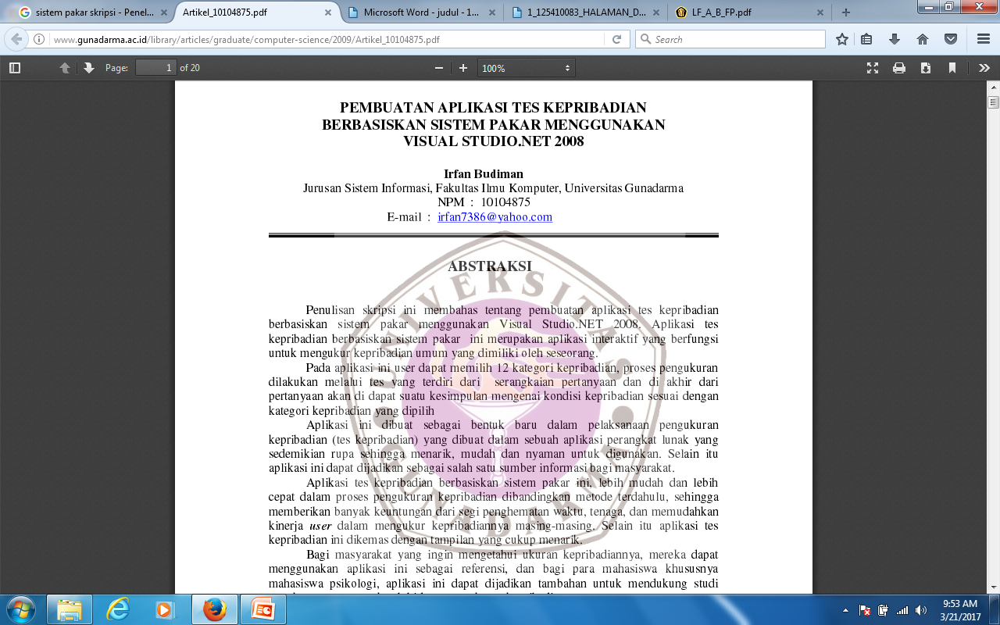 sistem pakar skripsi - Penel...
Artikel_10104875.pdf
Microsoft Word - judul - 1...
1_125410083_HALAMAN_D...
LF_A_B_FP.pdf
www.gunadarma.ac.id/library/articles/graduate/computer-science/2009/Artikel_10104875.pdf
Search
Page: 1 of 20
100%
PEMBUATAN APLIKASI TES KEPRIBADIAN
BERBASISKAN SISTEM PAKAR MENGGUNAKAN
VISUAL STUDIO.NET 2008
Irfan Budiman
Jurusan Sistem Informasi, Fakultas Ilmu Komputer, Universitas Gunadarma
NPM : 10104875
E-mail : irfan7386@yahoo.com
UNIVERSITAS GUNADARMA
ABSTRAKSI
Penulisan skripsi ini membahas tentang pembuatan aplikasi tes kepribadian
berbasiskan sistem pakar menggunakan Visual Studio.NET 2008. Aplikasi tes
kepribadian berbasiskan sistem pakar ini merupakan aplikasi interaktif yang berfungsi
untuk mengukur kepribadian umum yang dimiliki oleh seseorang.
Pada aplikasi ini user dapat memilih 12 kategori kepribadian, proses pengukuran
dilakukan melalui tes yang terdiri dari serangkaian pertanyaan dan di akhir dari
pertanyaan akan di dapat suatu kesimpulan mengenai kondisi kepribadian sesuai dengan
kategori kepribadian yang dipilih
Aplikasi ini dibuat sebagai bentuk baru dalam pelaksanaan pengukuran
kepribadian (tes kepribadian) yang dibuat dalam sebuah aplikasi perangkat lunak yang
sedemikian rupa sehingga menarik, mudah dan nyaman untuk digunakan. Selain itu
aplikasi ini dapat dijadikan sebagai salah satu sumber informasi bagi masyarakat.
Aplikasi tes kepribadian berbasiskan sistem pakar ini, lebih mudah dan lebih
cepat dalam proses pengukuran kepribadian dibandingkan metode terdahulu, sehingga
memberikan banyak keuntungan dari segi penghematan waktu, tenaga, dan memudahkan
kinerja user dalam mengukur kepribadiannya masing-masing. Selain itu aplikasi tes
kepribadian ini dikemas dengan tampilan yang cukup menarik.
Bagi masyarakat yang ingin mengetahui ukuran kepribadiannya, mereka dapat
menggunakan aplikasi ini sebagai referensi, dan bagi para mahasiswa khususnya
mahasiswa psikologi, aplikasi ini dapat dijadikan tambahan untuk mendukung studi
9:53 AM
3/21/2017